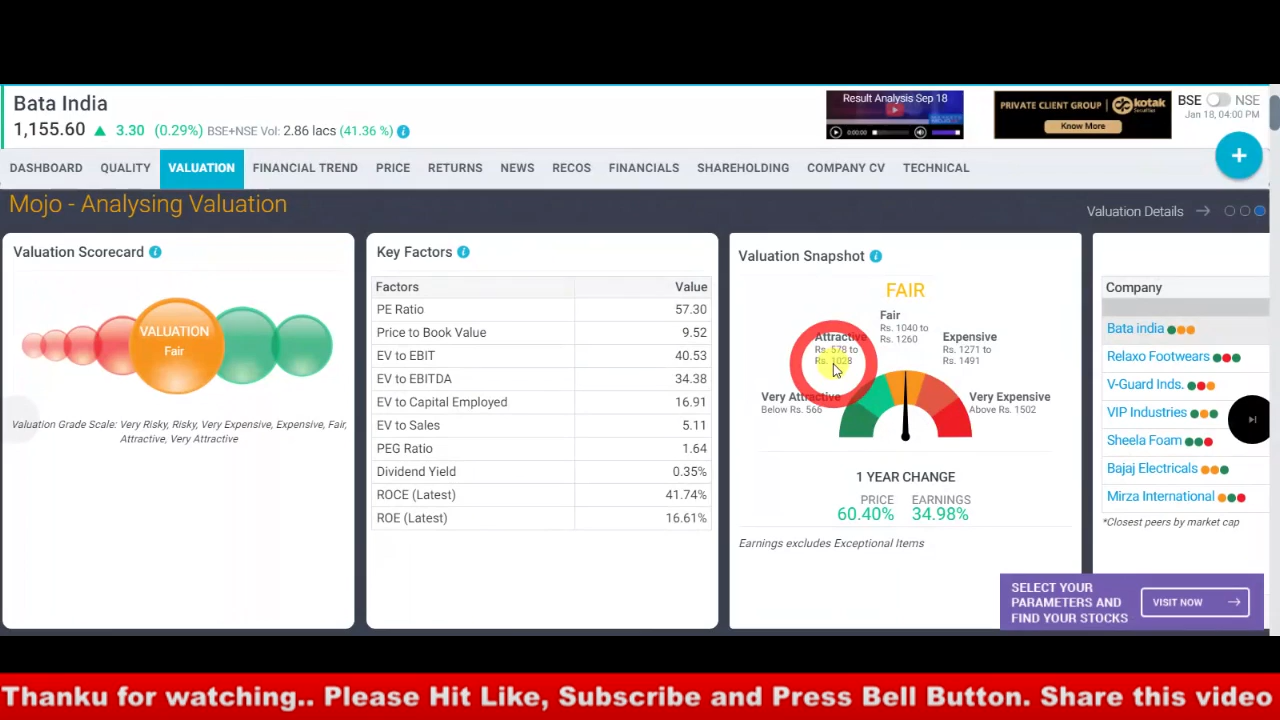 Bata India
1,155.60 ▲ 3.30 (0.29%) BSE+NSE Vol: 2.86 lacs (41.36 %)
Result Analysis Sep 18
0:00:00
PRIVATE CLIENT GROUP | kotak
Securities
Know More
BSE NSE
Jan 18, 04:00 PM
+
DASHBOARD QUALITY VALUATION FINANCIAL TREND PRICE RETURNS NEWS RECOS FINANCIALS SHAREHOLDING COMPANY CV TECHNICAL
Mojo - Analysing Valuation
Valuation Details →
Valuation Scorecard
VALUATION
Fair
Valuation Grade Scale: Very Risky, Risky, Very Expensive, Expensive, Fair,
Attractive, Very Attractive
Key Factors
Factors Value
PE Ratio 57.30
Price to Book Value 9.52
EV to EBIT 40.53
EV to EBITDA 34.38
EV to Capital Employed 16.91
EV to Sales 5.11
PEG Ratio 1.64
Dividend Yield 0.35%
ROCE (Latest) 41.74%
ROE (Latest) 16.61%
Valuation Snapshot
FAIR
Fair
Rs. 1040 to
Rs. 1260
Attractive
Rs. 578 to
Rs. 1028
Expensive
Rs. 1271 to
Rs. 1491
Very Attractive
Below Rs. 566
Very Expensive
Above Rs. 1502
1 YEAR CHANGE
PRICE EARNINGS
60.40% 34.98%
Earnings excludes Exceptional Items
Company
Bata india
Relaxo Footwears
V-Guard Inds.
VIP Industries
Sheela Foam
Bajaj Electricals
Mirza International
*Closest peers by market cap
SELECT YOUR
PARAMETERS AND
FIND YOUR STOCKS
VISIT NOW →
Thanku for watching.. Please Hit Like, Subscribe and Press Bell Button. Share this video